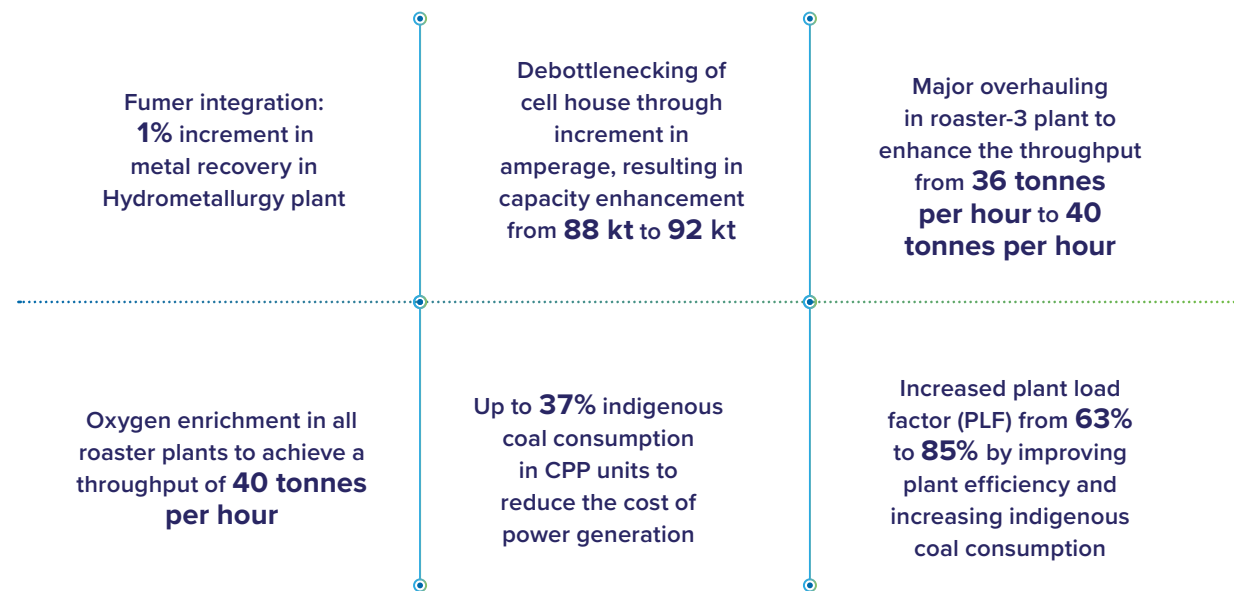 Fumer integration:
1% increment in
metal recovery in
Hydrometallurgy plant
Debottlenecking of
cell house through
increment in
amperage, resulting in
capacity enhancement
from 88 kt to 92 kt
Major overhauling
in roaster-3 plant to
enhance the throughput
from 36 tonnes
per hour to 40
tonnes per hour
Oxygen enrichment in all
roaster plants to achieve a
throughput of 40 tonnes
per hour
Up to 37% indigenous
coal consumption
in CPP units to
reduce the cost of
power generation
Increased plant load
factor (PLF) from 63%
to 85% by improving
plant efficiency and
increasing indigenous
coal consumption